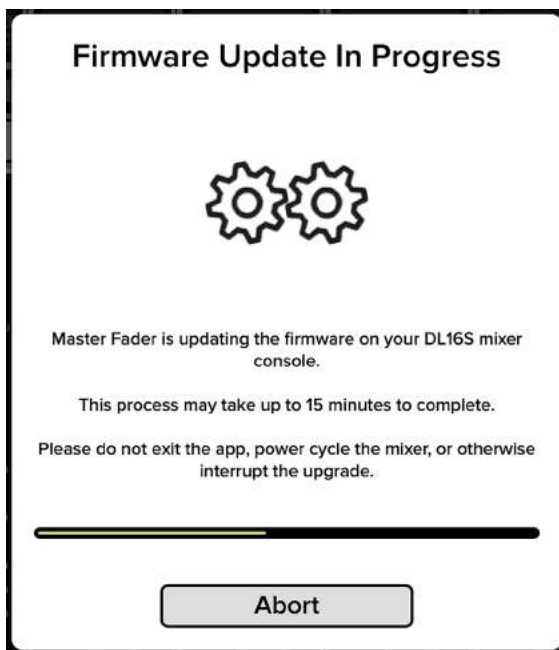 Firmware Update In Progress
Master Fader is updating the firmware on your DL16S mixer
console.
This process may take up to 15 minutes to complete.
Please do not exit the app, power cycle the mixer, or otherwise
interrupt the upgrade.
Abort